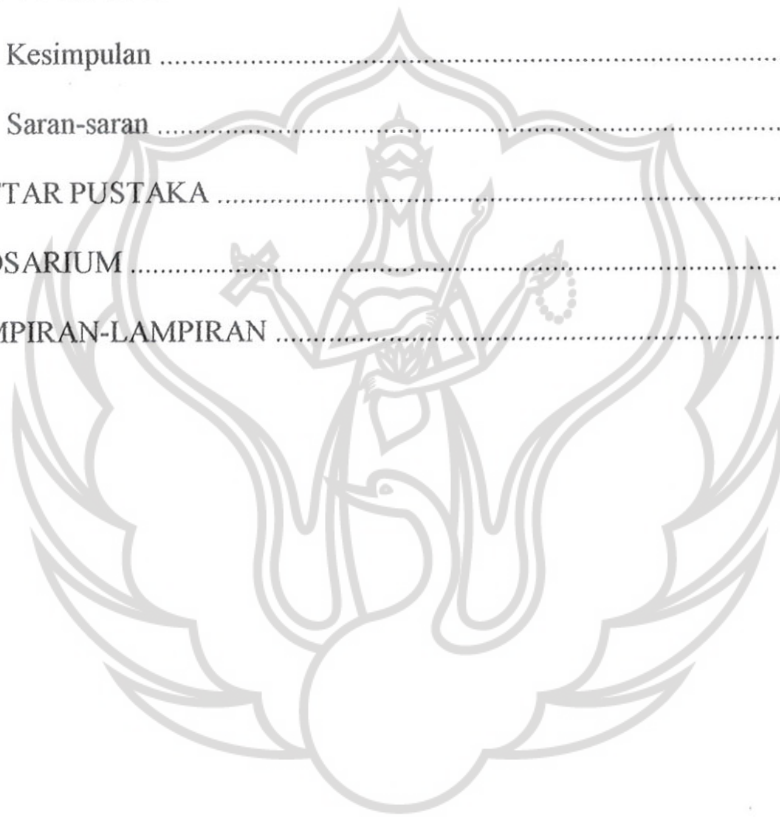 Kesimpulan ........................................................................
Saran-saran ........................................................................
TAR PUSTAKA .................................................................
SARIUM ............................................................................
MPIRAN-LAMPIRAN .........................................................